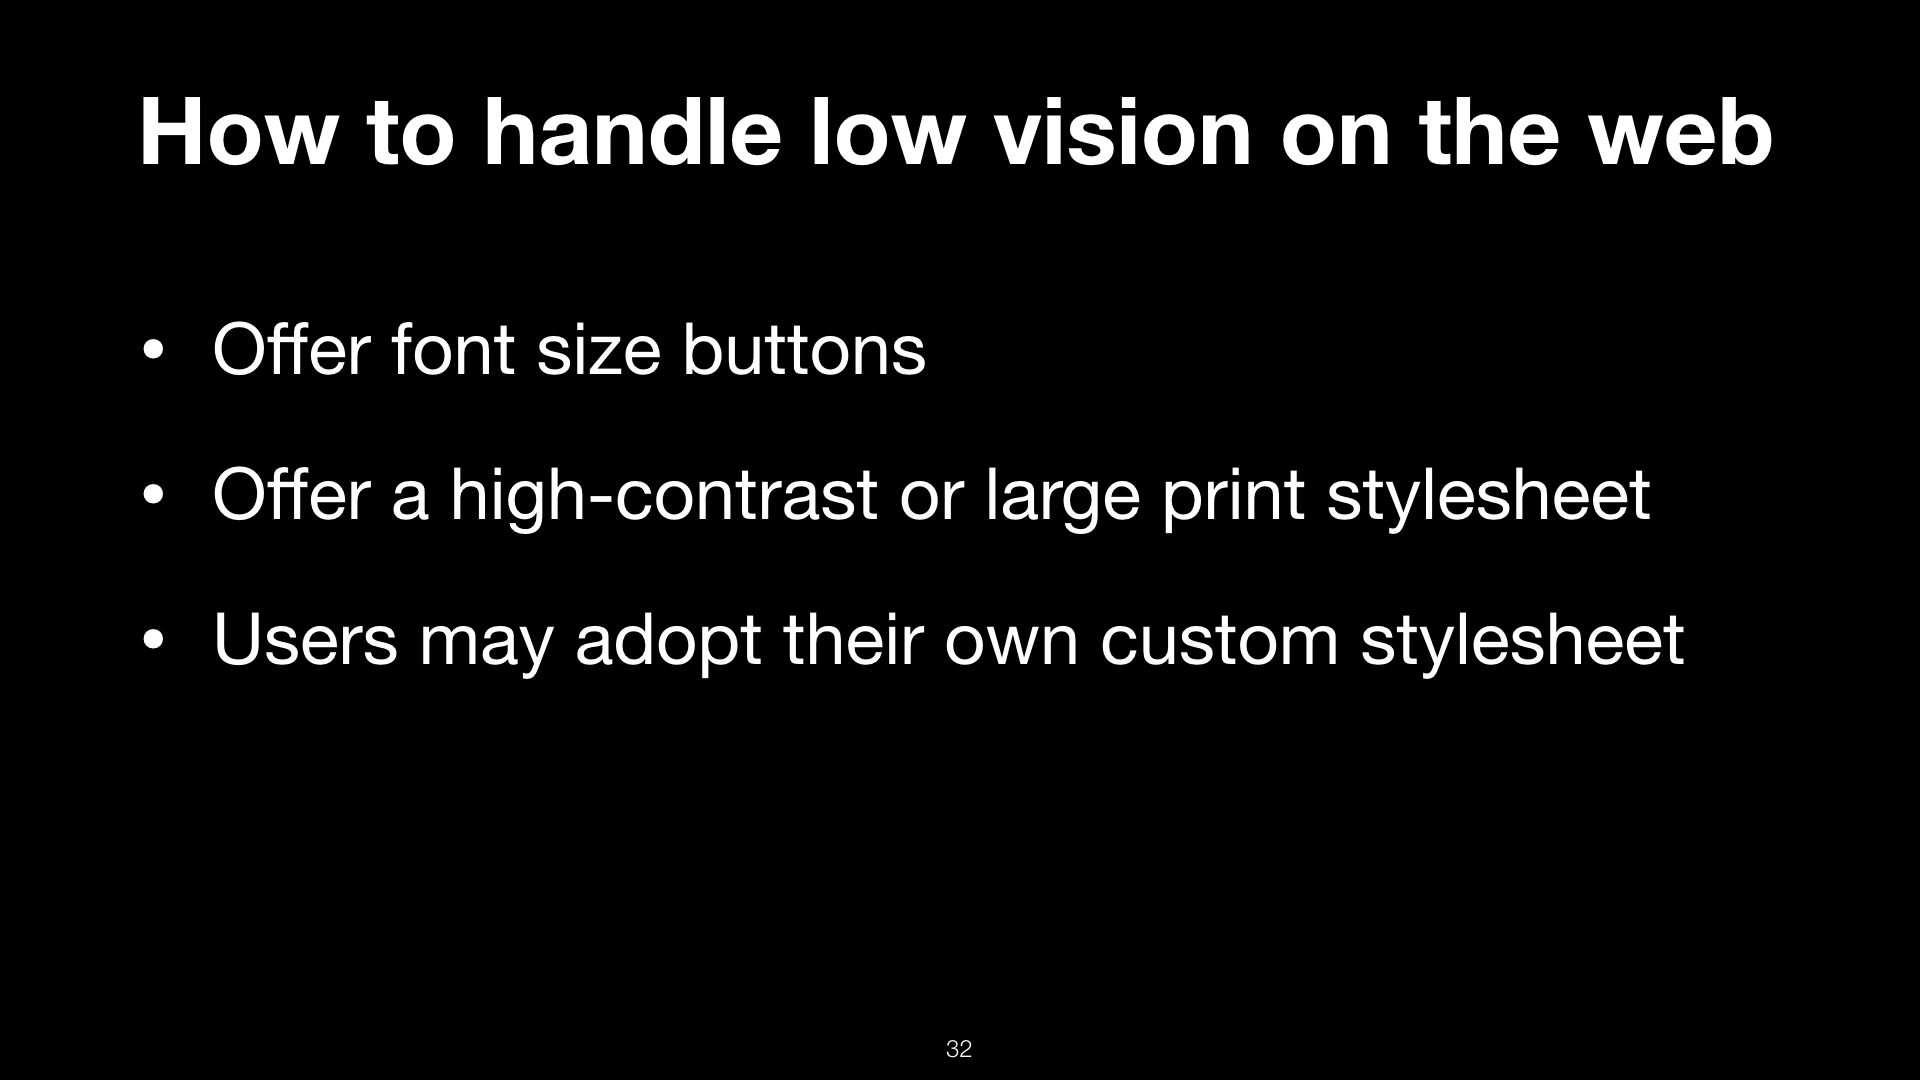 How to handle low vision on the web
• Offer font size buttons
• Offer a high-contrast or large print stylesheet
• Users may adopt their own custom stylesheet
32